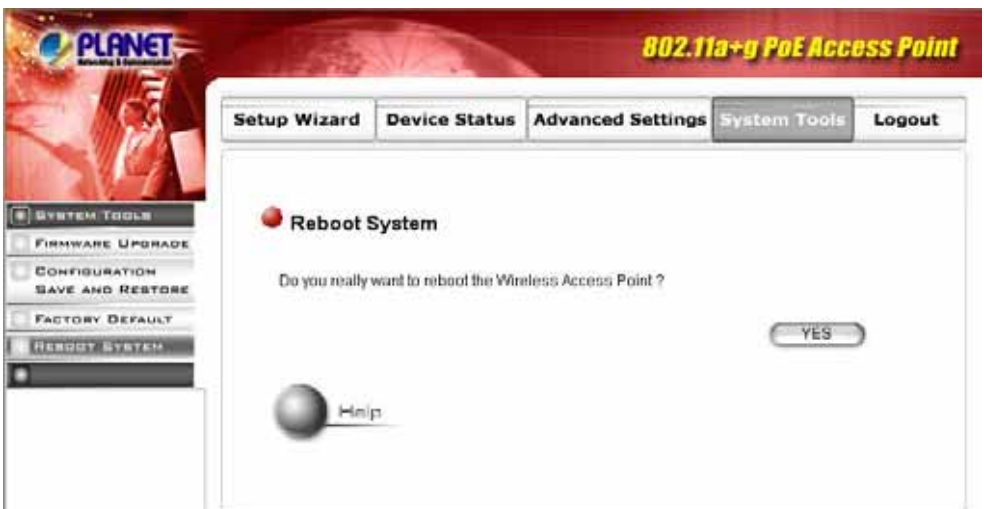 PLANET
Networking & Communication
802.11a+g PoE Access Point
Setup Wizard
Device Status
Advanced Settings
System Tools
Logout
SYSTEM TOOLS
FIRMWARE UPGRADE
CONFIGURATION
SAVE AND RESTORE
FACTORY DEFAULT
REBOOT SYSTEM
Reboot System
Do you really want to reboot the Wireless Access Point ?
YES
Help